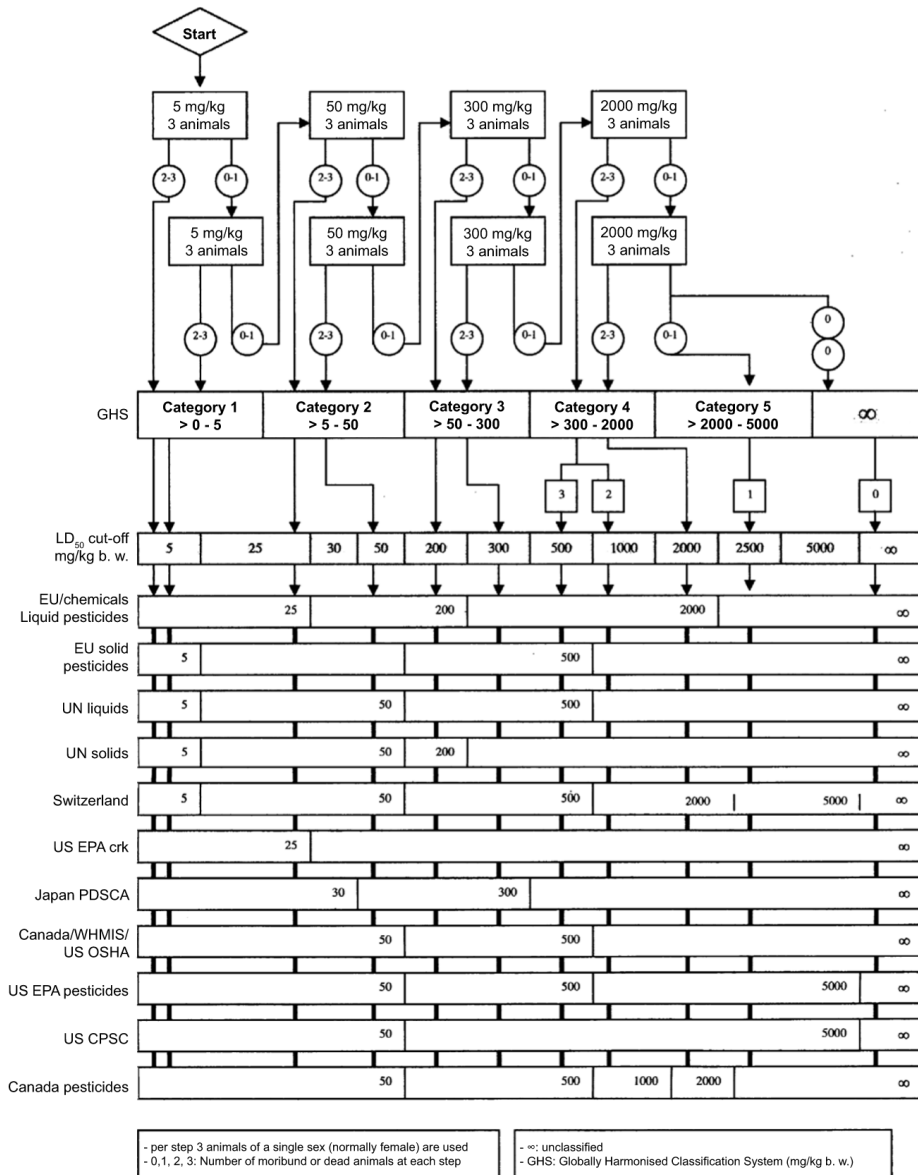 Start
5 mg/kg
3 animals
50 mg/kg
3 animals
300 mg/kg
3 animals
2000 mg/kg
3 animals
2-3
0-1
2-3
0-1
2-3
0-1
2-3
0-1
5 mg/kg
3 animals
50 mg/kg
3 animals
300 mg/kg
3 animals
2000 mg/kg
3 animals
2-3
0-1
2-3
0-1
2-3
0-1
2-3
0-1
0
0
GHS
Category 1
> 0 - 5
Category 2
> 5 - 50
Category 3
> 50 - 300
Category 4
> 300 - 2000
Category 5
> 2000 - 5000
∞
3
2
1
0
LD50 cut-off
mg/kg b. w.
5 25 30 50 200 300 500 1000 2000 2500 5000 ∞
EU/chemicals
Liquid pesticides
25 200 2000 ∞
EU solid
pesticides
5 500 ∞
UN liquids 5 50 500 ∞
UN solids 5 50 200 ∞
Switzerland 5 50 500 2000 5000 ∞
US EPA crk 25 ∞
Japan PDSCA 30 300 ∞
Canada/WHMIS/
US OSHA
50 500 ∞
US EPA pesticides 50 500 5000 ∞
US CPSC 50 5000 ∞
Canada pesticides 50 500 1000 2000 ∞
- per step 3 animals of a single sex (normally female) are used
- 0,1, 2, 3: Number of moribund or dead animals at each step
- ∞: unclassified
- GHS: Globally Harmonised Classification System (mg/kg b. w.)